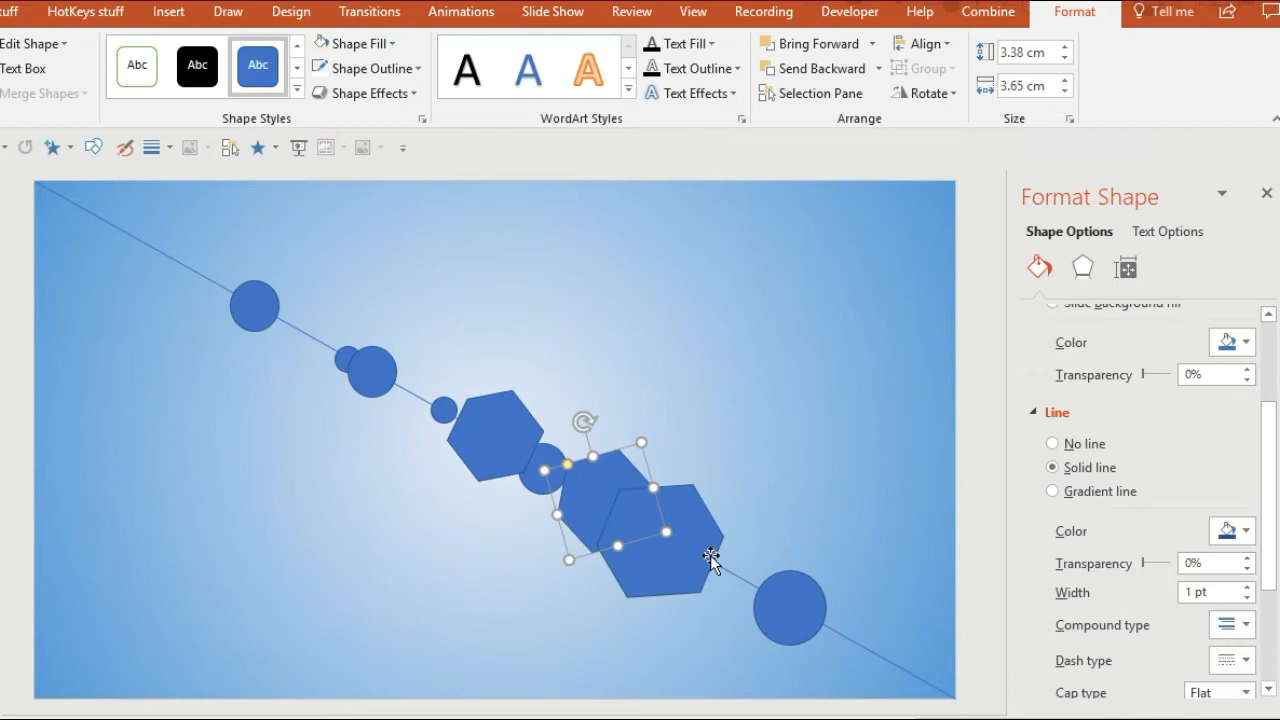 tuff HotKeys stuff Insert Draw Design Transitions Animations Slide Show Review View Recording Developer Help Combine Format Tell me
Edit Shape Abc Abc Abc Shape Fill A A A Text Fill Bring Forward Align 3.38 cm
Text Box Shape Outline Text Outline Send Backward Group 3.65 cm
Merge Shapes Shape Effects Text Effects Selection Pane Rotate
Shape Styles WordArt Styles Arrange Size
Format Shape
Shape Options Text Options
Slide Background fill
Color
Transparency 0%
Line
No line
Solid line
Gradient line
Color
Transparency 0%
Width 1 pt
Compound type
Dash type
Cap type Flat